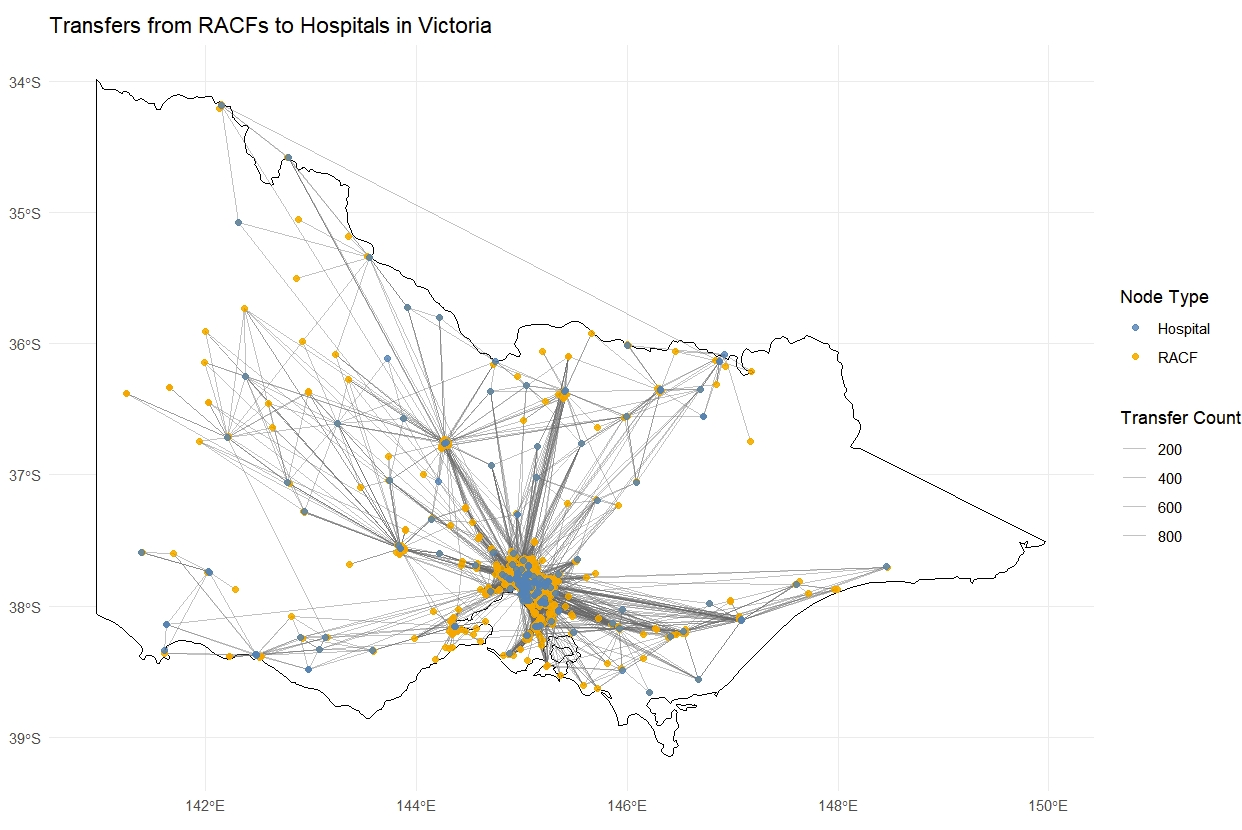 Transfers from RACFs to Hospitals in Victoria
34°S
35°S
36°S
37°S
38°S
39°S
142°E
144°E
146°E
148°E
150°E
Node Type
Hospital
RACF
Transfer Count
200
400
600
800